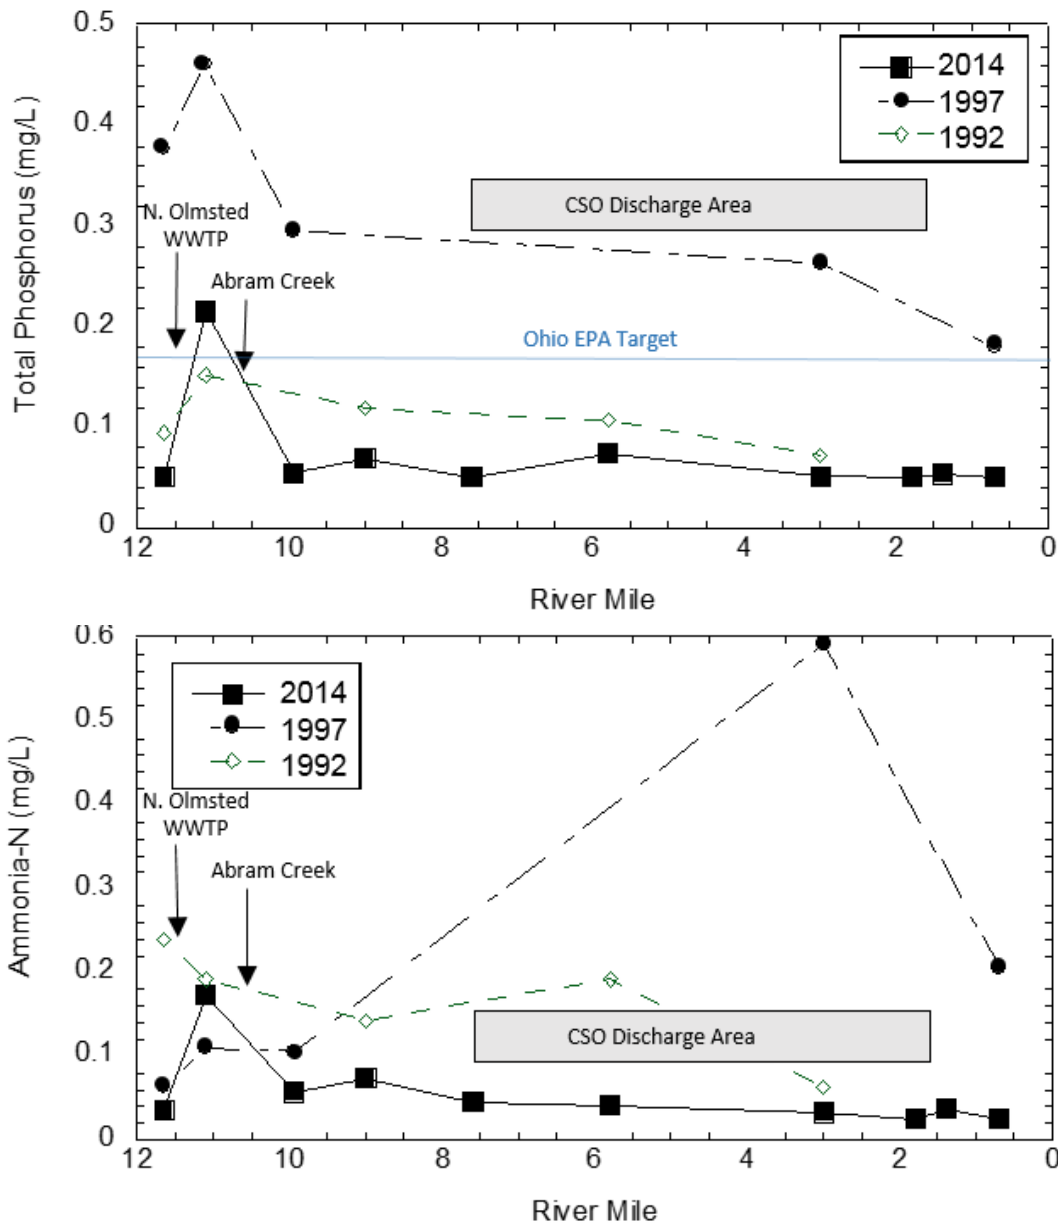 0.5
0.4
0.3
0.2
0.1
0
Total Phosphorus (mg/L)
2014
1997
1992
CSO Discharge Area
N. Olmsted
WWTP
Abram Creek
Ohio EPA Target
12 10 8 6 4 2 0
River Mile
0.6
0.5
0.4
0.3
0.2
0.1
0
Ammonia-N (mg/L)
2014
1997
1992
N. Olmsted
WWTP
Abram Creek
CSO Discharge Area
12 10 8 6 4 2 0
River Mile